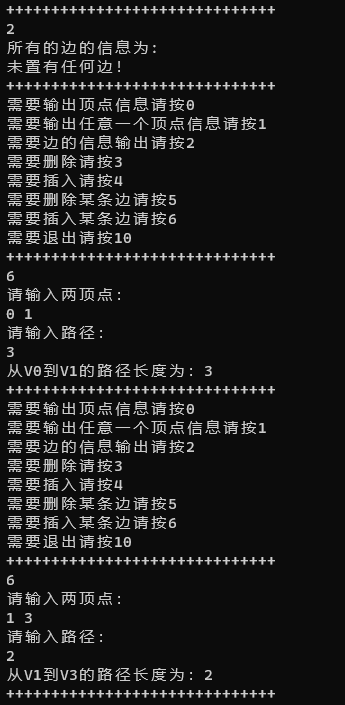 ++++++++++++++++++++++++++++++
2
所有的边的信息为:
未置有任何边！
++++++++++++++++++++++++++++++
需要输出顶点信息请按0
需要输出任意一个顶点信息请按1
需要边的信息输出请按2
需要删除请按3
需要插入请按4
需要删除某条边请按5
需要插入某条边请按6
需要退出请按10
++++++++++++++++++++++++++++++
6
请输入两顶点:
0 1
请输入路径:
3
从V0到V1的路径长度为: 3
++++++++++++++++++++++++++++++
需要输出顶点信息请按0
需要输出任意一个顶点信息请按1
需要边的信息输出请按2
需要删除请按3
需要插入请按4
需要删除某条边请按5
需要插入某条边请按6
需要退出请按10
++++++++++++++++++++++++++++++
6
请输入两顶点:
1 3
请输入路径:
2
从V1到V3的路径长度为: 2
++++++++++++++++++++++++++++++